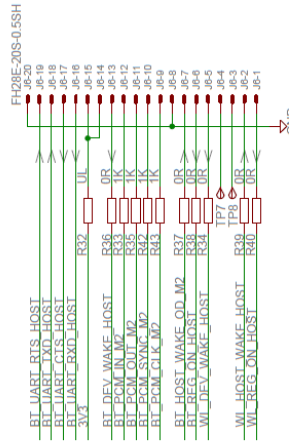 FH28E-20S-0.5SH
J6-20
J6-19
J6-18
J6-17
J6-16
J6-15
J6-14
J6-13
J6-12
J6-11
J6-10
J6-9
J6-8
J6-7
J6-6
J6-5
J6-4
J6-3
J6-2
J6-1
UL
0R
1K
1K
1K
1K
0R
0R
0R
TP7
TP8
0R
0R
R32
R36
R33
R35
R42
R43
R37
R38
R34
R39
R40
BT_UART_RTS_HOST
BT_UART_TXD_HOST
BT_UART_CTS_HOST
BT_UART_RXD_HOST
3V3
BT_DEV_WAKE_HOST
BT_PCM_IN_M2
BT_PCM_OUT_M2
BT_PCM_SYNC_M2
BT_PCM_CLK_M2
BT_HOST_WAKE_OD_M2
BT_REG_ON_HOST
WL_DEV_WAKE_HOST
WL_HOST_WAKE_HOST
WL_REG_ON_HOST